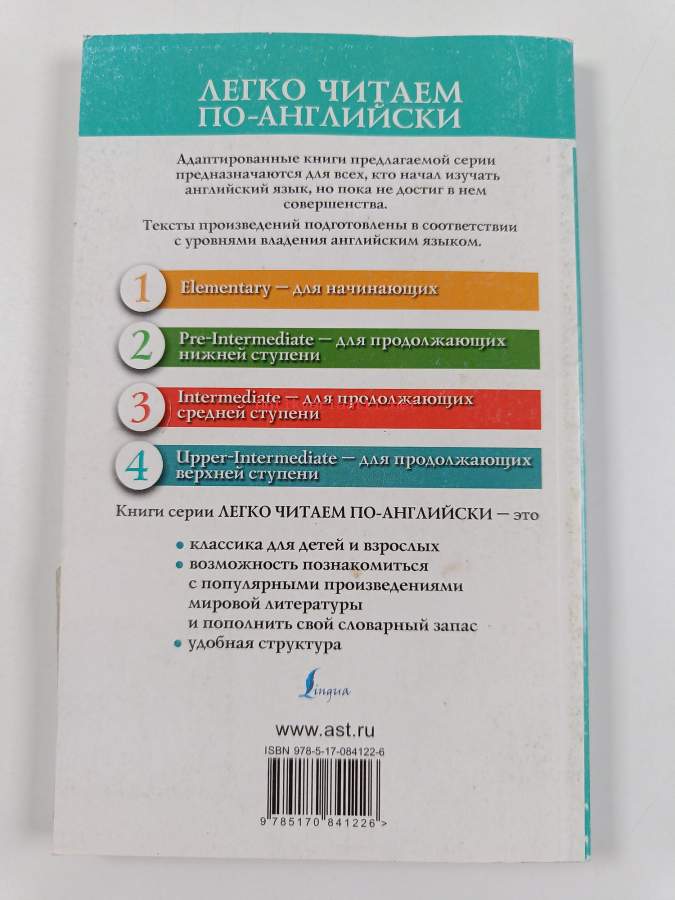 ЛЕГКО ЧИТАЕМ
ПО-АНГЛИЙСКИ
Адаптированные книги предлагаемой серии
предназначаются для всех, кто начал изучать
английский язык, но пока не достиг в нем
совершенства.
Тексты произведений подготовлены в соответствии
с уровнями владения английским языком.
1 Elementary — для начинающих
2 Pre-Intermediate — для продолжающих
нижней ступени
3 Intermediate — для продолжающих
средней ступени
4 Upper-Intermediate — для продолжающих
верхней ступени
Книги серии ЛЕГКО ЧИТАЕМ ПО-АНГЛИЙСКИ — это
• классика для детей и взрослых
• возможность познакомиться
с популярными произведениями
мировой литературы
и пополнить свой словарный запас
• удобная структура
Lingua
www.ast.ru
ISBN 978-5-17-084122-6
9 785170 841226 >